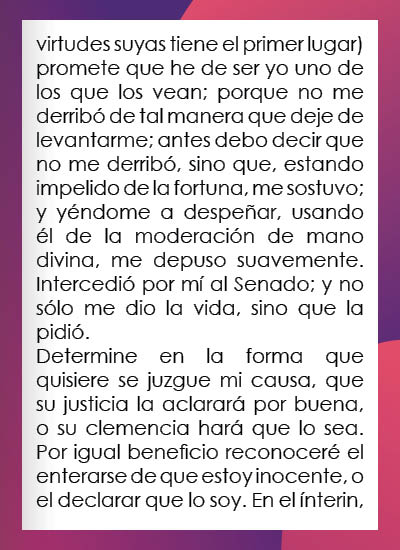 virtudes suyas tiene el primer lugar)
promete que he de ser yo uno de
los que los vean; porque no me
derribó de tal manera que deje de
levantarme; antes debo decir que
no me derribó, sino que, estando
impelido de la fortuna, me sostuvo;
y yéndome a despeñar, usando
él de la moderación de mano
divina, me depuso suavemente.
Intercedió por mí al Senado; y no
sólo me dio la vida, sino que la
pidió.
Determine en la forma que
quisiere se juzgue mi causa, que
su justicia la aclarará por buena,
o su clemencia hará que lo sea.
Por igual beneficio reconoceré el
enterarse de que estoy inocente, o
el declarar que lo soy. En el ínterin,